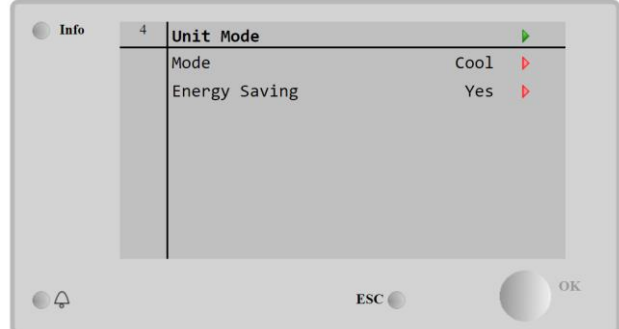 Info
4 Unit Mode
Mode Cool
Energy Saving Yes
ESC
OK